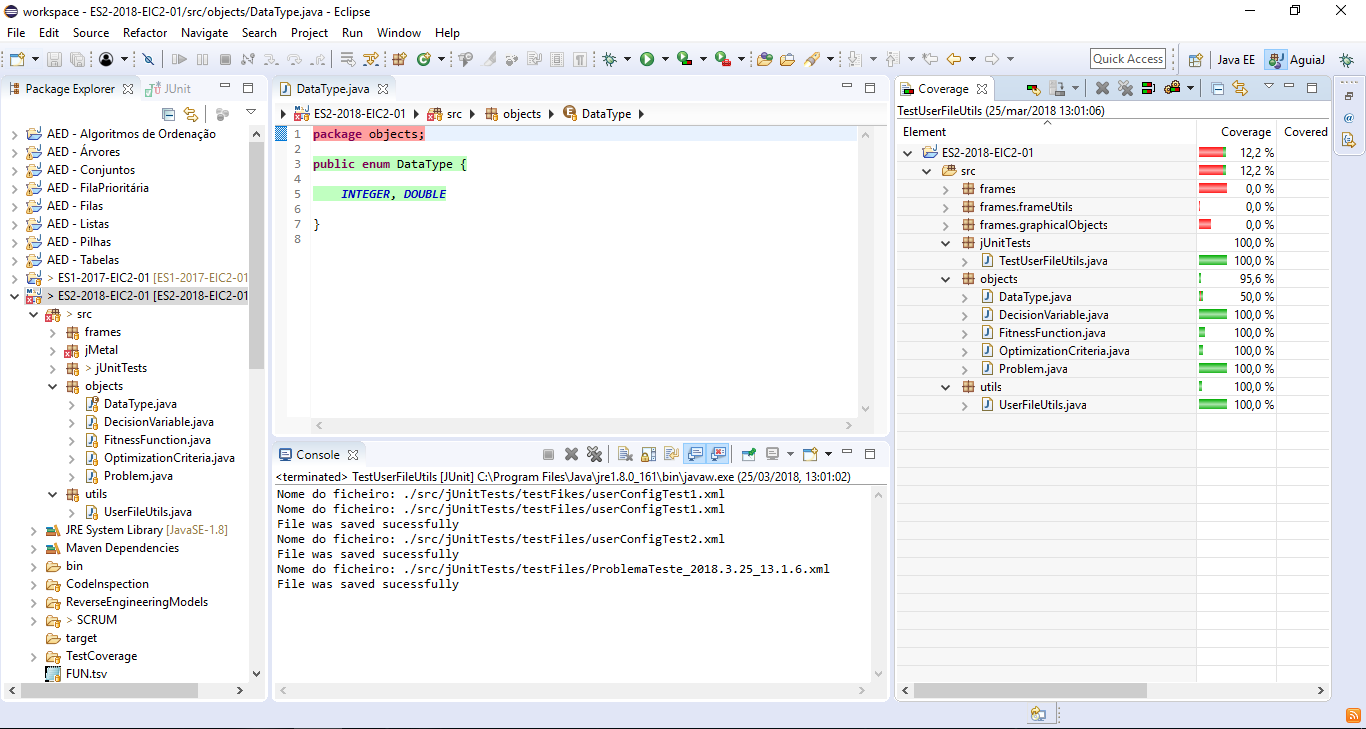 workspace - ES2-2018-EIC2-01/src/objects/DataType.java - Eclipse
File Edit Source Refactor Navigate Search Project Run Window Help
Quick Access
Java EE
AguiaJ
Package Explorer
JUnit
AED - Algoritmos de Ordenação
AED - Árvores
AED - Conjuntos
AED - FilaPrioritária
AED - Filas
AED - Listas
AED - Pilhas
AED - Tabelas
> ES1-2017-EIC2-01 [ES1-2017-EIC2-01
> ES2-2018-EIC2-01 [ES2-2018-EIC2-01
> src
frames
jMetal
> jUnitTests
objects
DataType.java
DecisionVariable.java
FitnessFunction.java
OptimizationCriteria.java
Problem.java
utils
UserFileUtils.java
JRE System Library [JavaSE-1.8]
Maven Dependencies
bin
CodeInspection
ReverseEngineeringModels
> SCRUM
target
TestCoverage
FUN.tsv
DataType.java
ES2-2018-EIC2-01 src objects DataType
1 package objects;
2
3 public enum DataType {
4
5 INTEGER, DOUBLE
6
7 }
8
Console
<terminated> TestUserFileUtils [JUnit] C:\Program Files\Java\jre1.8.0_161\bin\javaw.exe (25/03/2018, 13:01:02)
Nome do ficheiro: ./src/jUnitTests/testFikes/userConfigTest1.xml
Nome do ficheiro: ./src/jUnitTests/testFiles/userConfigTest1.xml
File was saved sucessfully
Nome do ficheiro: ./src/jUnitTests/testFiles/userConfigTest2.xml
File was saved sucessfully
Nome do ficheiro: ./src/jUnitTests/testFiles/ProblemaTeste_2018.3.25_13.1.6.xml
File was saved sucessfully
Coverage
TestUserFileUtils (25/mar/2018 13:01:06)
Element Coverage Covered
ES2-2018-EIC2-01 12,2 %
src 12,2 %
frames 0,0 %
frames.frameUtils 0,0 %
frames.graphicalObjects 0,0 %
jUnitTests 100,0 %
TestUserFileUtils.java 100,0 %
objects 95,6 %
DataType.java 50,0 %
DecisionVariable.java 100,0 %
FitnessFunction.java 100,0 %
OptimizationCriteria.java 100,0 %
Problem.java 100,0 %
utils 100,0 %
UserFileUtils.java 100,0 %